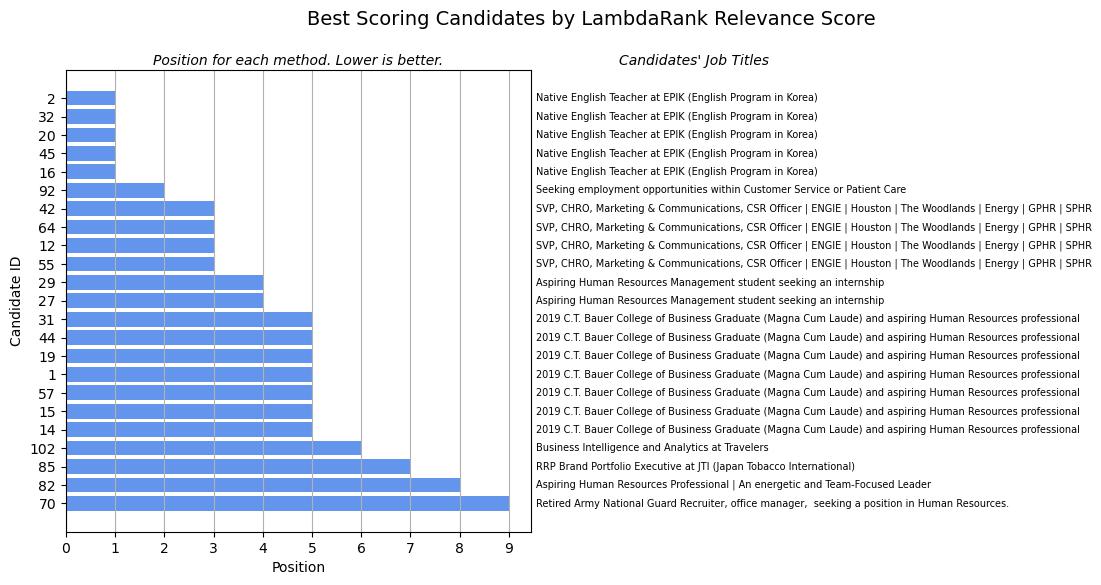 Best Scoring Candidates by LambdaRank Relevance Score
Position for each method. Lower is better.
Candidates' Job Titles
2 Native English Teacher at EPIK (English Program in Korea)
32 Native English Teacher at EPIK (English Program in Korea)
20 Native English Teacher at EPIK (English Program in Korea)
45 Native English Teacher at EPIK (English Program in Korea)
16 Native English Teacher at EPIK (English Program in Korea)
92 Seeking employment opportunities within Customer Service or Patient Care
42 SVP, CHRO, Marketing & Communications, CSR Officer | ENGIE | Houston | The Woodlands | Energy | GPHR | SPHR
64 SVP, CHRO, Marketing & Communications, CSR Officer | ENGIE | Houston | The Woodlands | Energy | GPHR | SPHR
12 SVP, CHRO, Marketing & Communications, CSR Officer | ENGIE | Houston | The Woodlands | Energy | GPHR | SPHR
55 SVP, CHRO, Marketing & Communications, CSR Officer | ENGIE | Houston | The Woodlands | Energy | GPHR | SPHR
29 Aspiring Human Resources Management student seeking an internship
27 Aspiring Human Resources Management student seeking an internship
31 2019 C.T. Bauer College of Business Graduate (Magna Cum Laude) and aspiring Human Resources professional
44 2019 C.T. Bauer College of Business Graduate (Magna Cum Laude) and aspiring Human Resources professional
19 2019 C.T. Bauer College of Business Graduate (Magna Cum Laude) and aspiring Human Resources professional
1 2019 C.T. Bauer College of Business Graduate (Magna Cum Laude) and aspiring Human Resources professional
57 2019 C.T. Bauer College of Business Graduate (Magna Cum Laude) and aspiring Human Resources professional
15 2019 C.T. Bauer College of Business Graduate (Magna Cum Laude) and aspiring Human Resources professional
14 2019 C.T. Bauer College of Business Graduate (Magna Cum Laude) and aspiring Human Resources professional
102 Business Intelligence and Analytics at Travelers
85 RRP Brand Portfolio Executive at JTI (Japan Tobacco International)
82 Aspiring Human Resources Professional | An energetic and Team-Focused Leader
70 Retired Army National Guard Recruiter, office manager,  seeking a position in Human Resources.
Candidate ID
0 1 2 3 4 5 6 7 8 9
Position